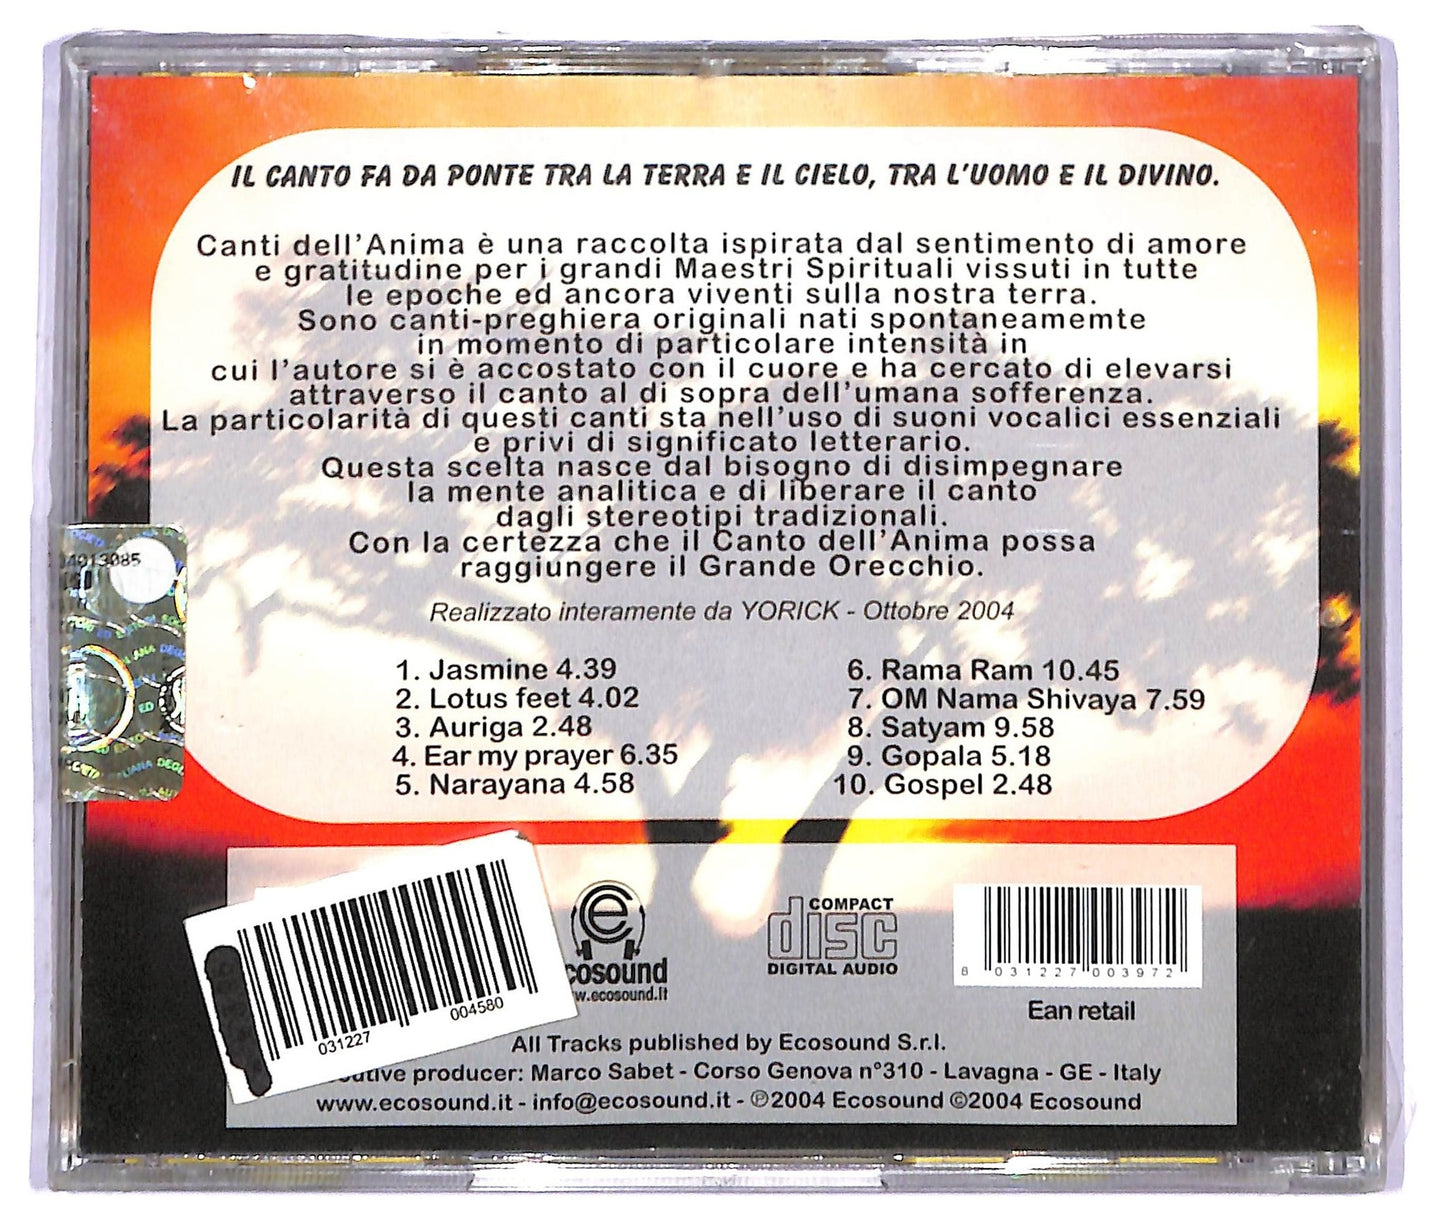 IL CANTO FA DA PONTE TRA LA TERRA E IL CIELO, TRA L'UOMO E IL DIVINO.
Canti dell'Anima è una raccolta ispirata dal sentimento di amore
e gratitudine per i grandi Maestri Spirituali vissuti in tutte
le epoche ed ancora viventi sulla nostra terra.
Sono canti-preghiera originali nati spontaneamemte
in momento di particolare intensità in
cui l'autore si è accostato con il cuore e ha cercato di elevarsi
attraverso il canto al di sopra dell'umana sofferenza.
La particolarità di questi canti sta nell'uso di suoni vocalici essenziali
e privi di significato letterario.
Questa scelta nasce dal bisogno di disimpegnare
la mente analitica e di liberare il canto
dagli stereotipi tradizionali.
Con la certezza che il Canto dell'Anima possa
raggiungere il Grande Orecchio.
Realizzato interamente da YORICK - Ottobre 2004
1. Jasmine 4.39
2. Lotus feet 4.02
3. Auriga 2.48
4. Ear my prayer 6.35
5. Narayana 4.58
6. Rama Ram 10.45
7. OM Nama Shivaya 7.59
8. Satyam 9.58
9. Gopala 5.18
10. Gospel 2.48
031227 004580
cosound
w.ecosound.it
COMPACT
disc
DIGITAL AUDIO
8 031227 003972
Ean retail
All Tracks published by Ecosound S.r.l.
utive producer: Marco Sabet - Corso Genova n°310 - Lavagna - GE - Italy
www.ecosound.it - info@ecosound.it - ℗2004 Ecosound ©2004 Ecosound